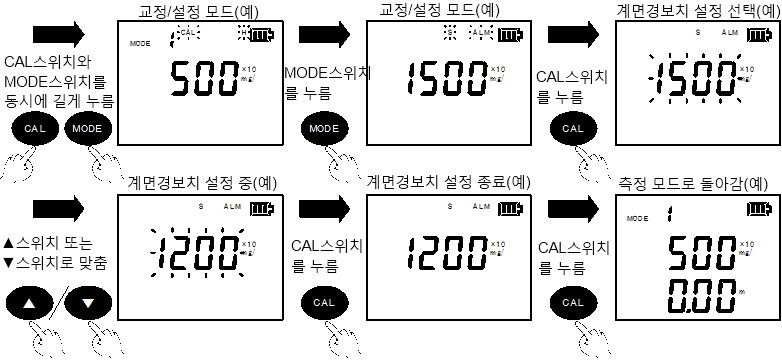 교정/설정 모드(예)
MODE
1
CAL
H
500
×10
mg/
CAL스위치와
MODE스위치를
동시에 길게 누름
CAL
MODE
교정/설정 모드(예)
S
ALM
1500
×10
mg/
MODE스위치
를 누름
MODE
계면경보치 설정 선택(예)
S
ALM
1500
×10
mg/
CAL스위치
를 누름
CAL
계면경보치 설정 중(예)
S
ALM
1200
×10
mg/
▲스위치 또는
▼스위치로 맞춤
▲ / ▼
계면경보치 설정 종료(예)
S
ALM
1200
×10
mg/
CAL스위치
를 누름
CAL
측정 모드로 돌아감(예)
MODE
1
500
×10
mg/
0.00
m
CAL스위치
를 누름
CAL